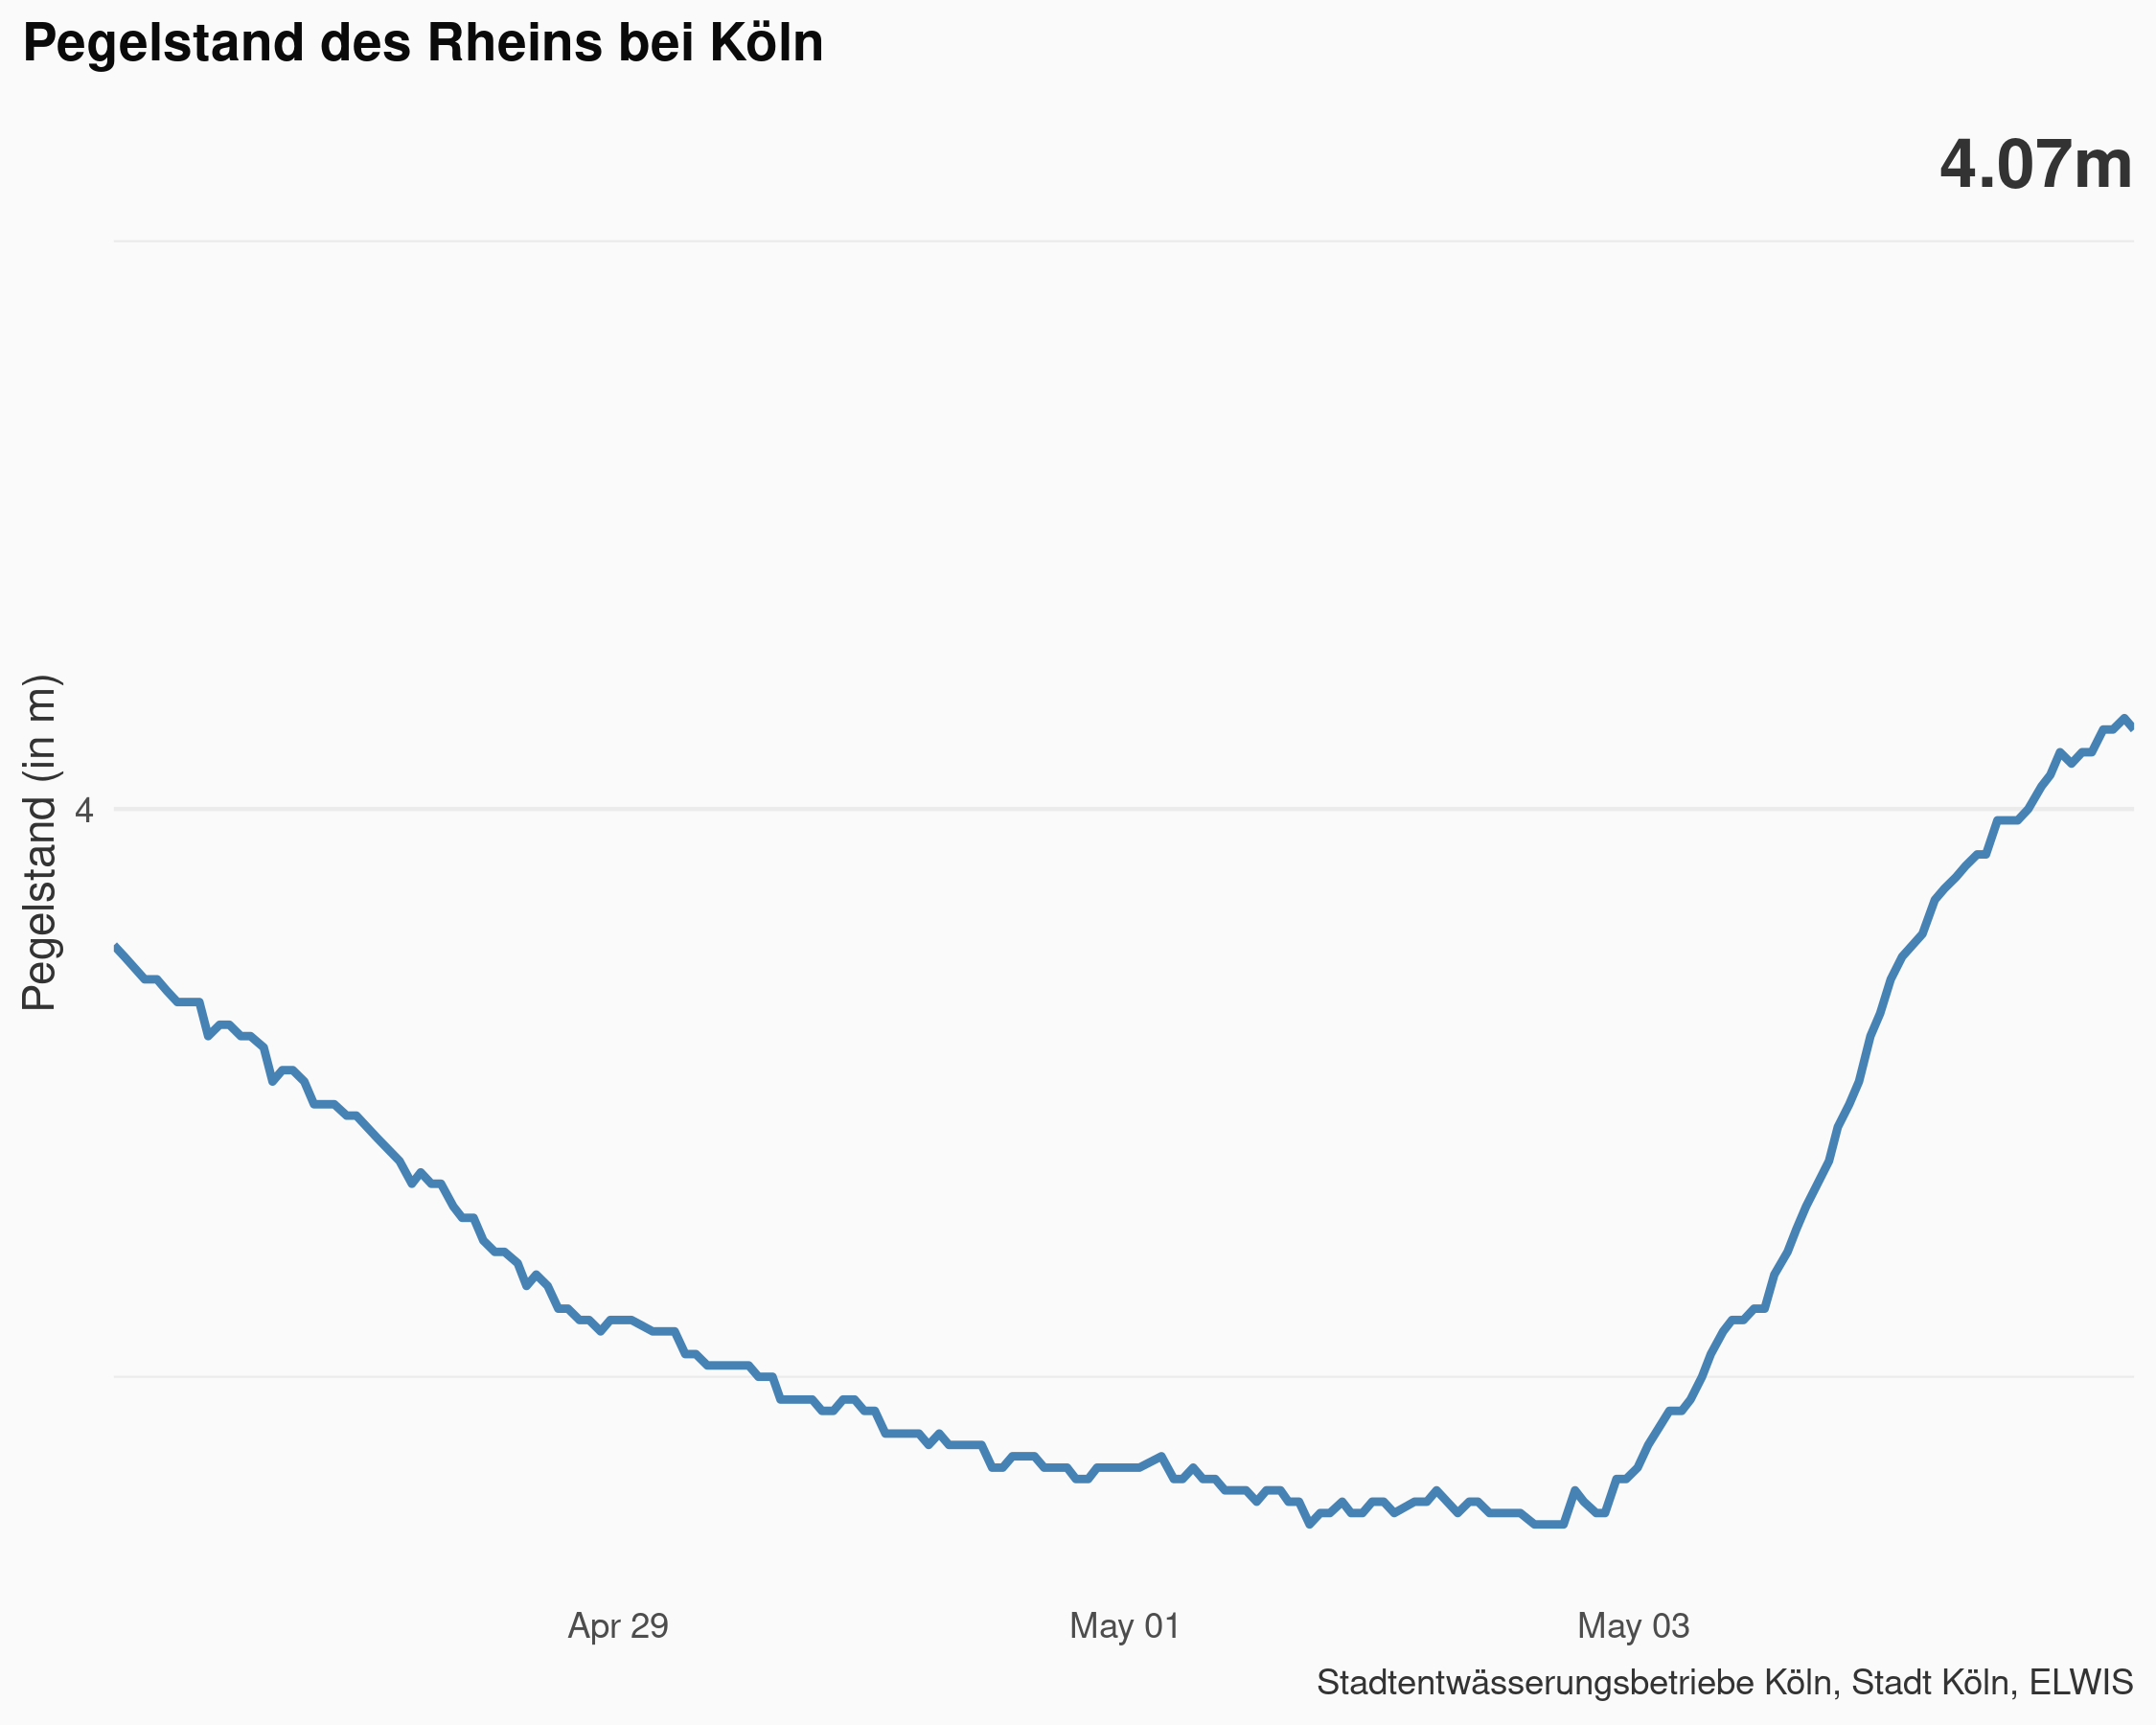 Pegelstand des Rheins bei Köln
4.07m
Pegelstand (in m)
4
Apr 29
May 01
May 03
Stadtentwässerungsbetriebe Köln, Stadt Köln, ELWIS